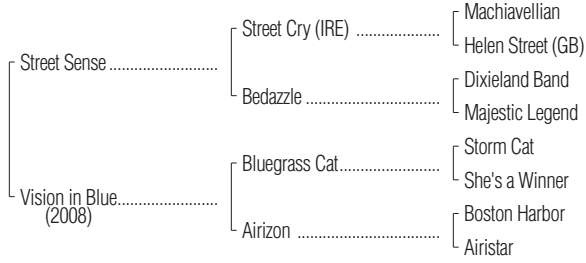 Machiavellian
Street Cry (IRE) ....................
Helen Street (GB)
Street Sense ..........................
Dixieland Band
Bedazzle ................................
Majestic Legend
Storm Cat
Bluegrass Cat........................
She's a Winner
Vision in Blue........................
(2008)
Boston Harbor
Airizon ..................................
Airistar